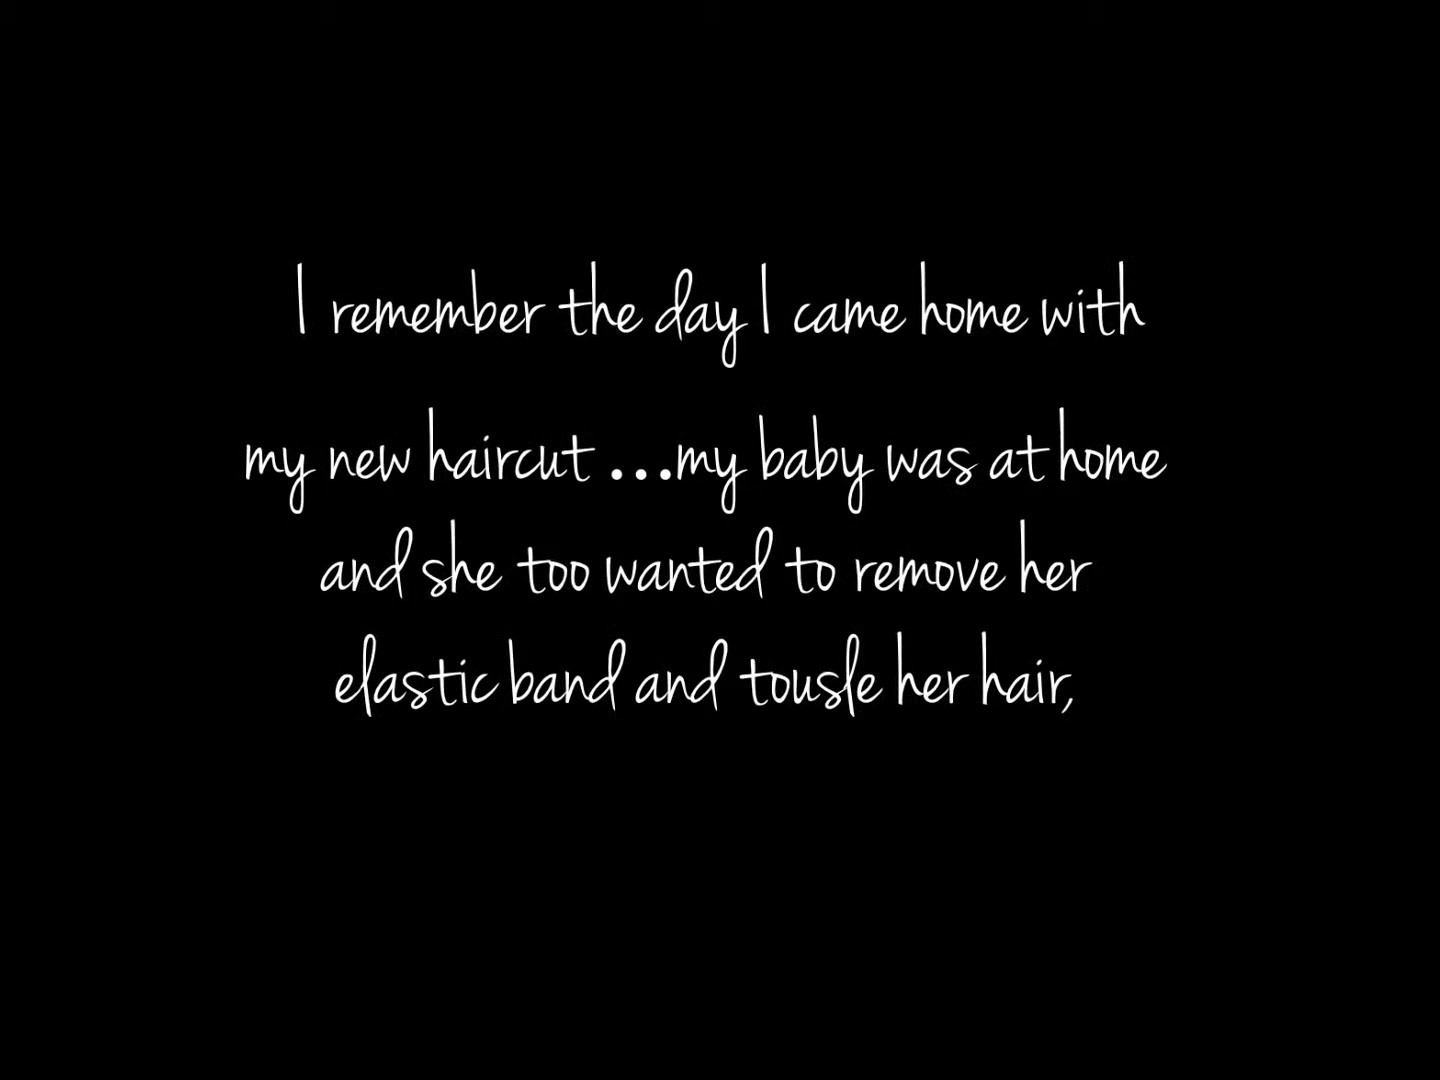 I remember the day I came home with
my new haircut ...my baby was at home
and she too wanted to remove her
elastic band and tousle her hair,